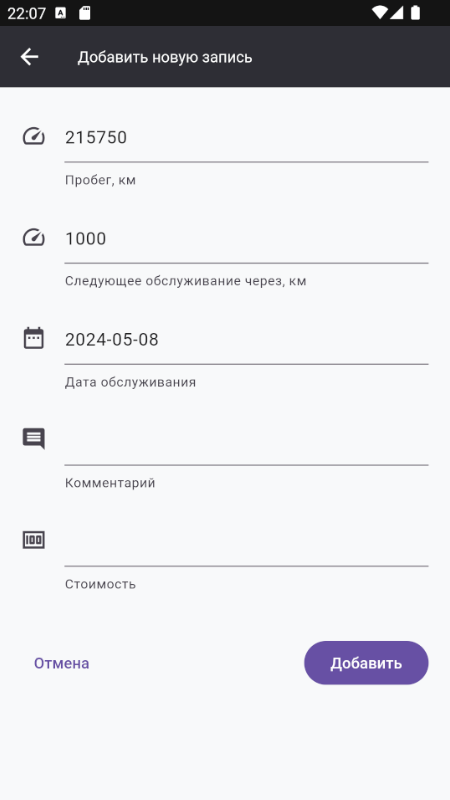 22:07
Добавить новую запись
215750
Пробег, км
1000
Следующее обслуживание через, км
2024-05-08
Дата обслуживания
Комментарий
100
Стоимость
Отмена
Добавить